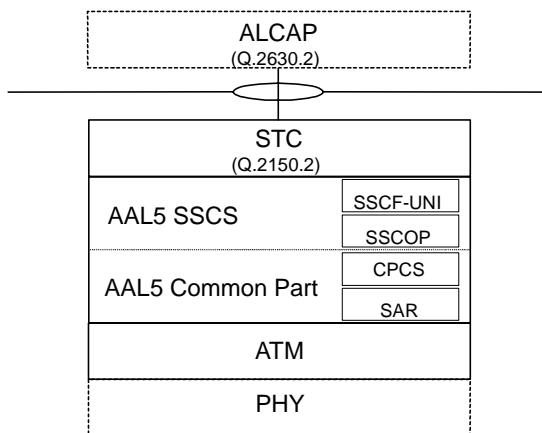 ALCAP
(Q.2630.2)
STC
(Q.2150.2)
AAL5 SSCS
SSCF-UNI
SSCOP
AAL5 Common Part
CPCS
SAR
ATM
PHY